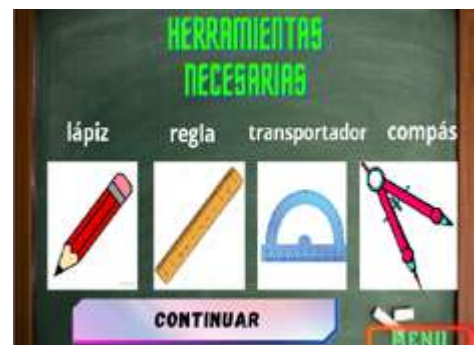 HERRAMIENTAS
NECESARIAS
lápiz regla transportador compás
CONTINUAR
MENU